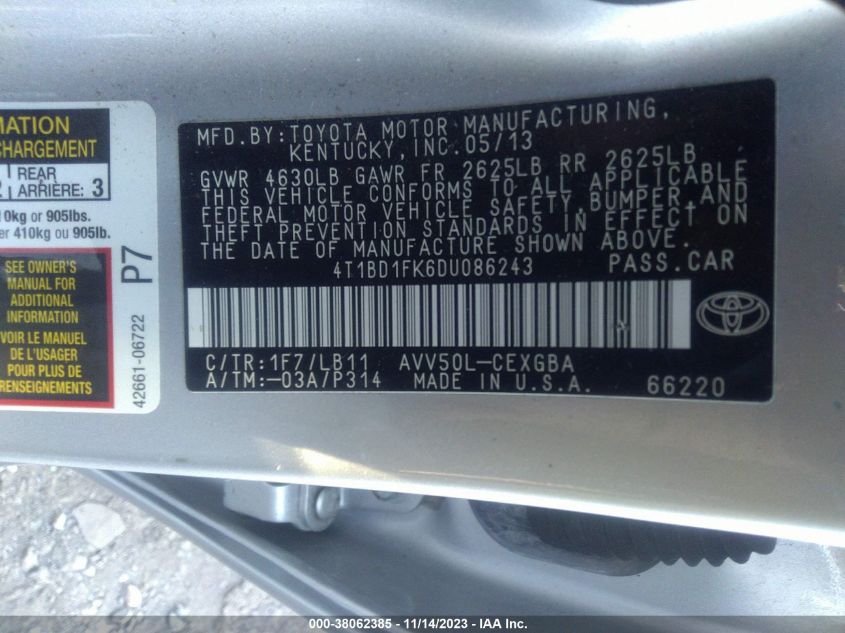 MATION
CHARGEMENT
REAR
ARRIÈRE: 3
10kg or 905lbs.
er 410kg ou 905lb.
SEE OWNER'S
MANUAL FOR
ADDITIONAL
INFORMATION
VOIR LE MANUEL
DE L'USAGER
POUR PLUS DE
RENSEIGNEMENTS
P7
42661-06722
MFD.BY:TOYOTA MOTOR MANUFACTURING,
KENTUCKY,INC.05/13
GVWR 4630LB GAWR FR 2625LB RR 2625LB
THIS VEHICLE CONFORMS TO ALL APPLICABLE
FEDERAL MOTOR VEHICLE SAFETY,BUMPER,AND
THEFT PREVENTION STANDARDS IN EFFECT ON
THE DATE OF MANUFACTURE SHOWN ABOVE.
4T1BD1FK6DU086243 PASS.CAR
C/TR:1F7/LB11 AVV50L-CEXGBA
A/TM:-03A/P314 MADE IN U.S.A. 66220
000-38062385 - 11/14/2023 - IAAI.com